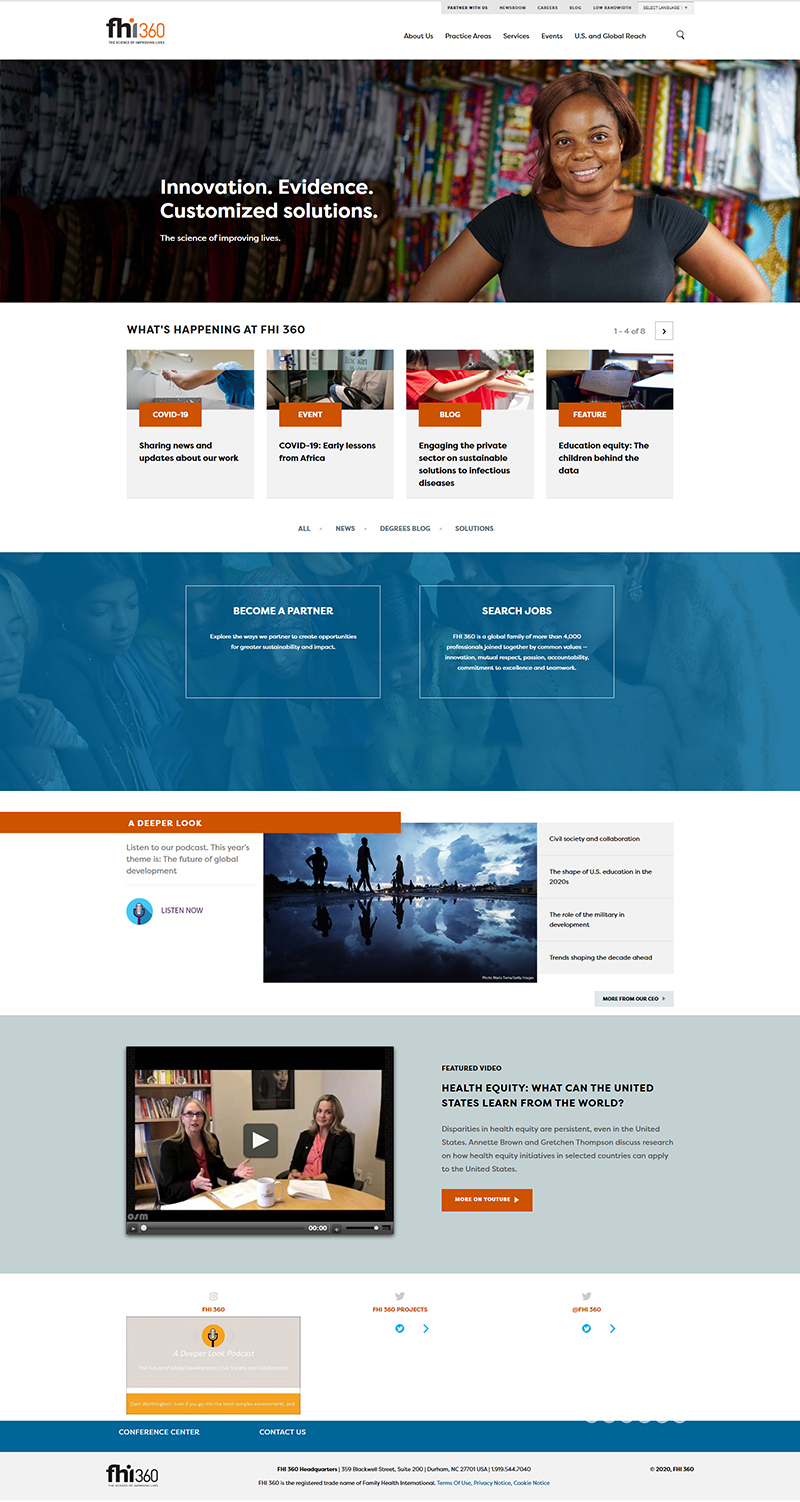 PARTNER WITH US NEWSROOM CAREERS BLOG LOW BANDWIDTH SELECT LANGUAGE ▼
fhi360
THE SCIENCE OF IMPROVING LIVES
About Us Practice Areas Services Events U.S. and Global Reach
Innovation. Evidence.
Customized solutions.
The science of improving lives.
WHAT'S HAPPENING AT FHI 360
1 - 4 of 8
COVID-19
Sharing news and
updates about our work
EVENT
COVID-19: Early lessons
from Africa
BLOG
Engaging the private
sector on sustainable
solutions to infectious
diseases
FEATURE
Education equity: The
children behind the
data
ALL NEWS DEGREES BLOG SOLUTIONS
BECOME A PARTNER
Explore the ways we partner to create opportunities
for greater sustainability and impact.
SEARCH JOBS
FHI 360 is a global family of more than 4,000
professionals joined together by common values —
innovation, mutual respect, passion, accountability,
commitment to excellence and teamwork.
A DEEPER LOOK
Listen to our podcast. This year's
theme is: The future of global
development
LISTEN NOW
Photo: Mario Tama/Getty Images
Civil society and collaboration
The shape of U.S. education in the
2020s
The role of the military in
development
Trends shaping the decade ahead
MORE FROM OUR CEO
osm
00:00
FEATURED VIDEO
HEALTH EQUITY: WHAT CAN THE UNITED
STATES LEARN FROM THE WORLD?
Disparities in health equity are persistent, even in the United
States. Annette Brown and Gretchen Thompson discuss research
on how health equity initiatives in selected countries can apply
to the United States.
MORE ON YOUTUBE
FHI 360
A Deeper Look Podcast
The Future of Global Development: Civil Society and Collaboration
[Sam Worthington]: Even if you go into the most complex environments, and
FHI 360 PROJECTS
@FHI 360
CONFERENCE CENTER CONTACT US
fhi360
THE SCIENCE OF IMPROVING LIVES
FHI 360 Headquarters | 359 Blackwell Street, Suite 200 | Durham, NC 27701 USA | 1.919.544.7040
FHI 360 is the registered trade name of Family Health International. Terms Of Use, Privacy Notice, Cookie Notice
© 2020, FHI 360